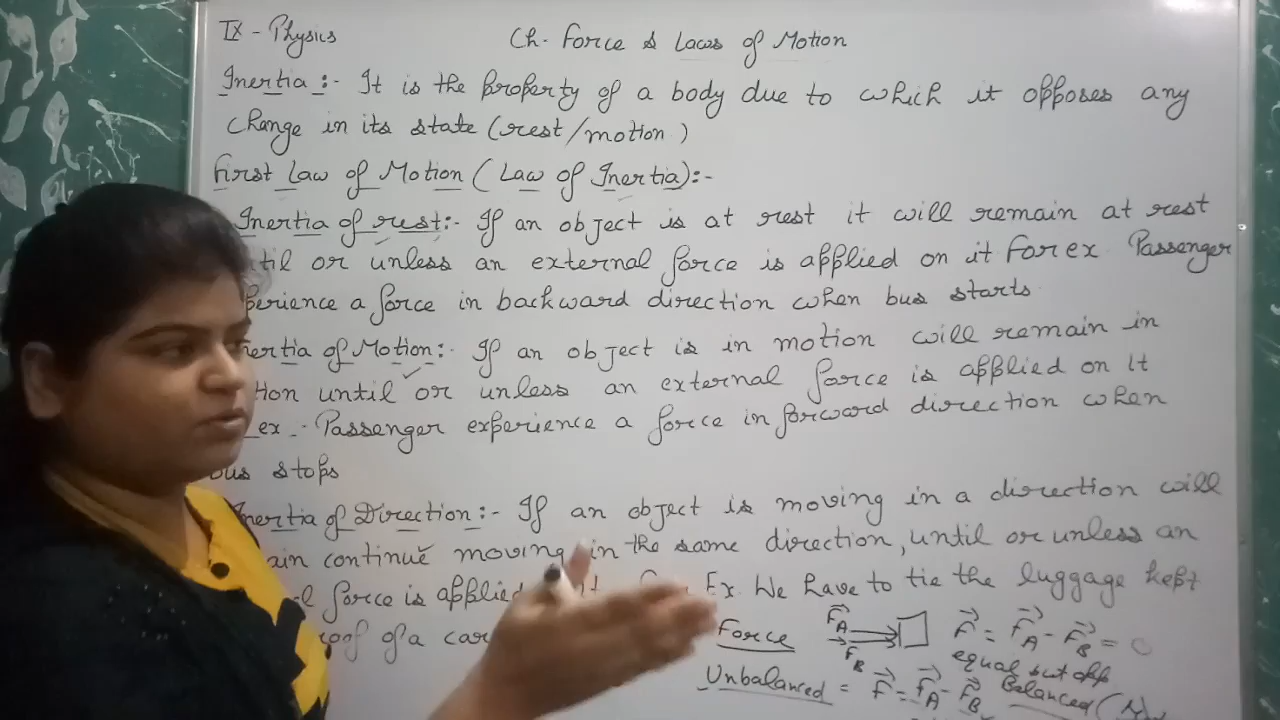 IX - Physics Ch. Force & Laws of Motion
Inertia :- It is the property of a body due to which it opposes any
change in its state (rest/motion)
First Law of Motion (Law of Inertia):-
Inertia of rest:- If an object is at rest it will remain at rest
til or unless an external force is applied on it For ex. Passenger
perience a force in backward direction when bus starts
nertia of Motion:- If an object is in motion will remain in
tion until or unless an external force is applied on it
ex - Passenger experience a force in forward direction when
bus stops
Inertia of Direction:- If an object is moving in a direction will
ain continue moving in the same direction, until or unless an
l force is applied Ex. We have to tie the luggage kept
roof of a car
Force FA FB F = FA - FB = 0
equal but opp
Unbalanced = F = FA - FB Balanced